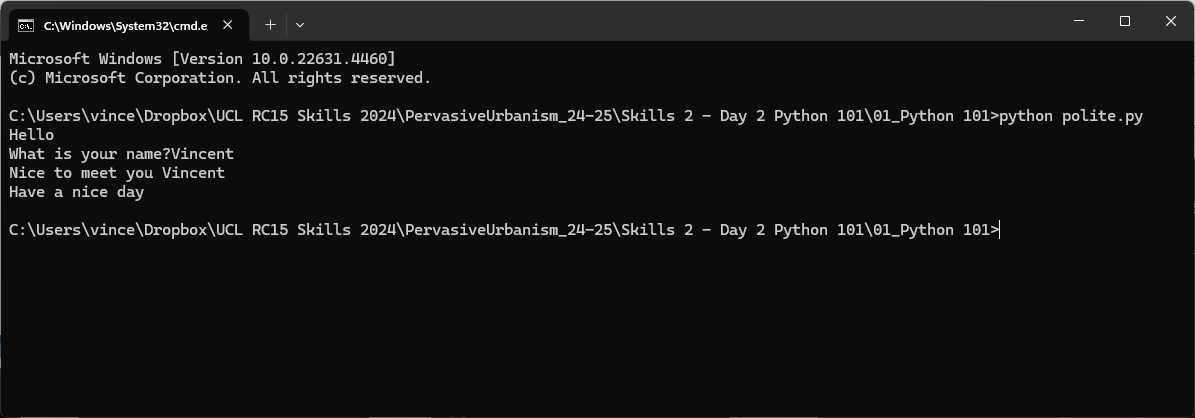 C:\Windows\System32\cmd.e
Microsoft Windows [Version 10.0.22631.4460]
(c) Microsoft Corporation. All rights reserved.
C:\Users\vince\Dropbox\UCL RC15 Skills 2024\PervasiveUrbanism_24-25\Skills 2 - Day 2 Python 101\01_Python 101>python polite.py
Hello
What is your name?Vincent
Nice to meet you Vincent
Have a nice day
C:\Users\vince\Dropbox\UCL RC15 Skills 2024\PervasiveUrbanism_24-25\Skills 2 - Day 2 Python 101\01_Python 101>